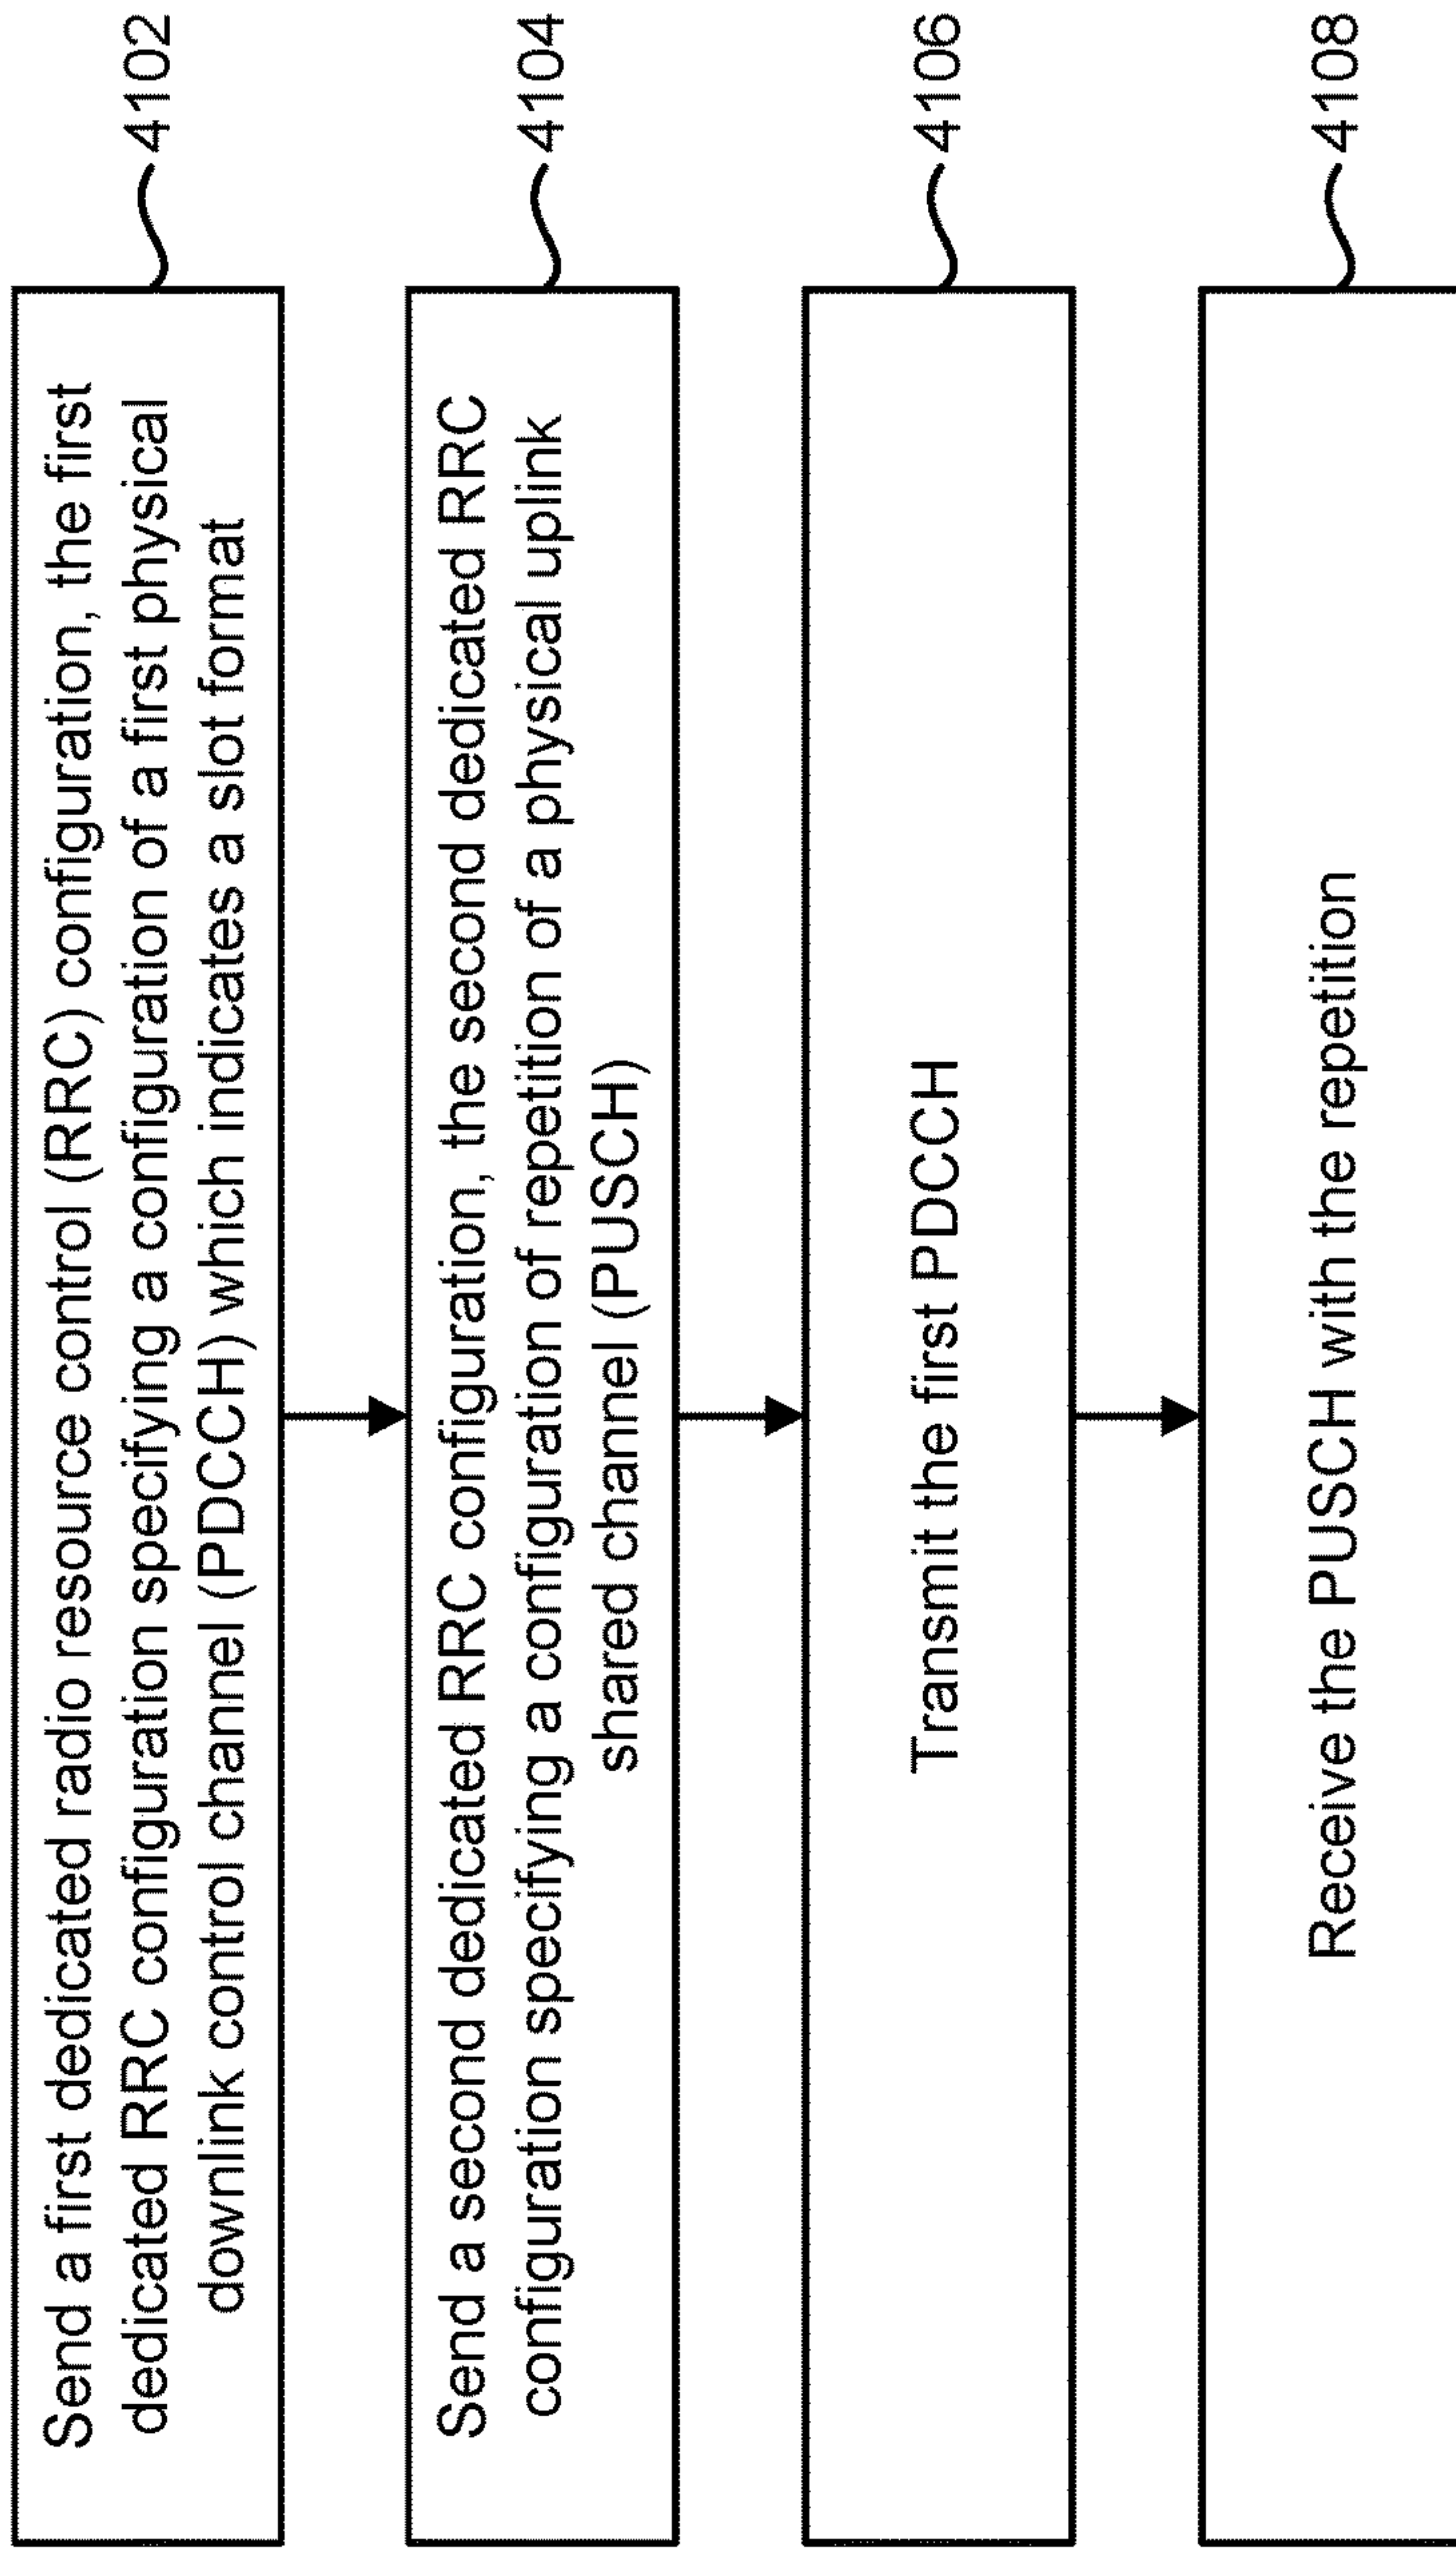 Send a first dedicated radio resource control (RRC) configuration, the first
dedicated RRC configuration specifying a configuration of a first physical
downlink control channel (PDCCH) which indicates a slot format
4102
Send a second dedicated RRC configuration, the second dedicated RRC
configuration specifying a configuration of repetition of a physical uplink
shared channel (PUSCH)
4104
Transmit the first PDCCH
4106
Receive the PUSCH with the repetition
4108